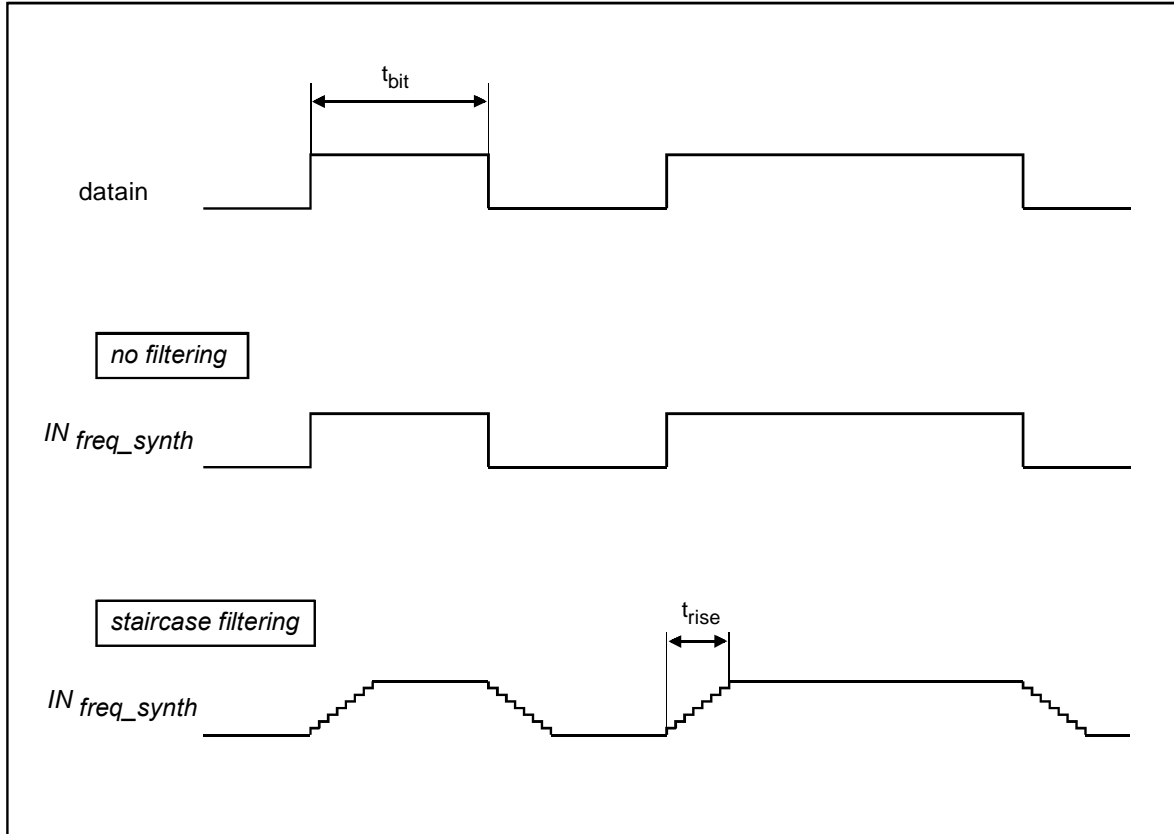 t_bit
datain
no filtering
IN freq_synth
staircase filtering
t_rise
IN freq_synth